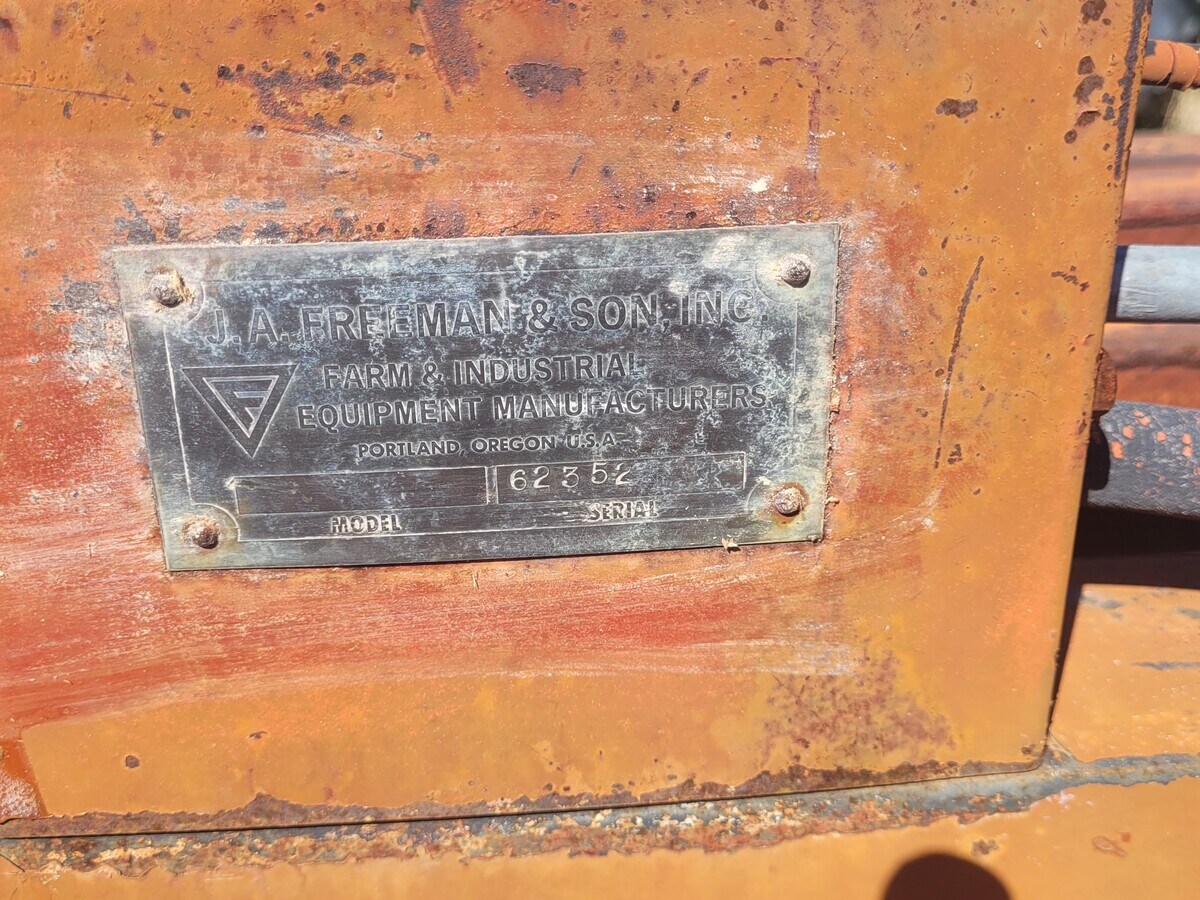 J. A. FREEMAN & SON, INC.
F
FARM & INDUSTRIAL
EQUIPMENT MANUFACTURERS
PORTLAND, OREGON U.S.A.
62352
MODEL SERIAL